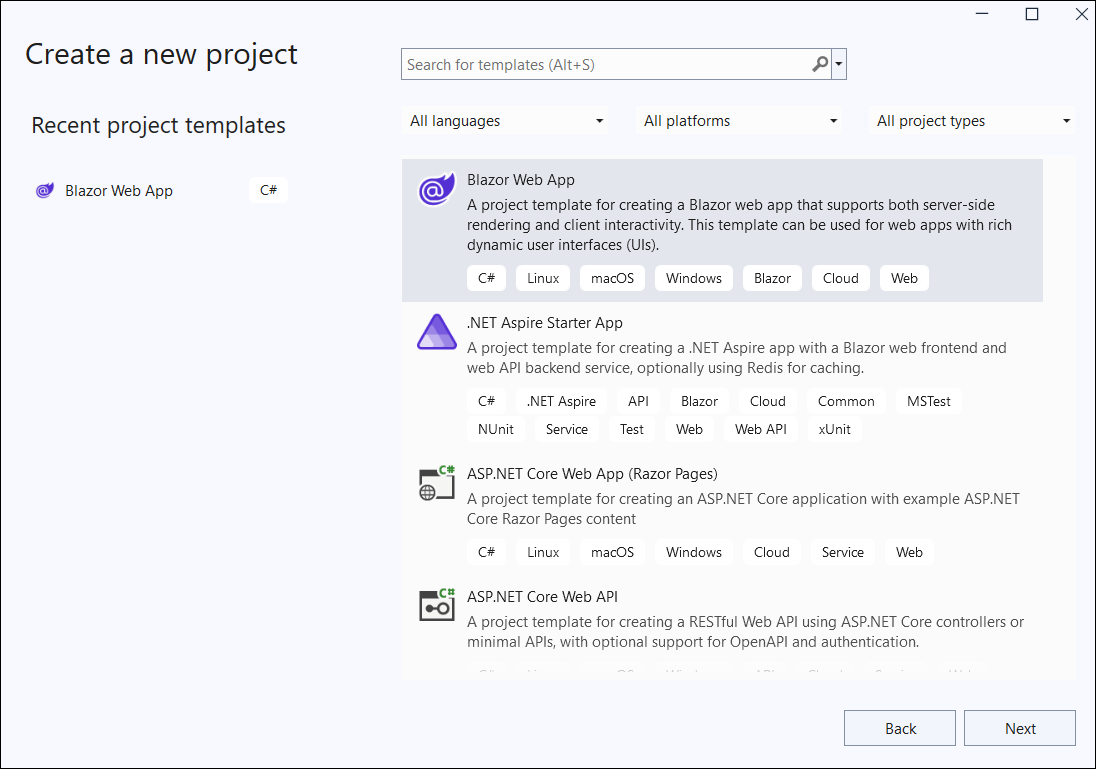 Create a new project
Search for templates (Alt+S)
Recent project templates
All languages
All platforms
All project types
Blazor Web App
C#
Blazor Web App
A project template for creating a Blazor web app that supports both server-side
rendering and client interactivity. This template can be used for web apps with rich
dynamic user interfaces (UIs).
C# Linux macOS Windows Blazor Cloud Web
.NET Aspire Starter App
A project template for creating a .NET Aspire app with a Blazor web frontend and
web API backend service, optionally using Redis for caching.
C# .NET Aspire API Blazor Cloud Common MSTest
NUnit Service Test Web Web API xUnit
C#
ASP.NET Core Web App (Razor Pages)
A project template for creating an ASP.NET Core application with example ASP.NET
Core Razor Pages content
C# Linux macOS Windows Cloud Service Web
C#
ASP.NET Core Web API
A project template for creating a RESTful Web API using ASP.NET Core controllers or
minimal APIs, with optional support for OpenAPI and authentication.
Back
Next